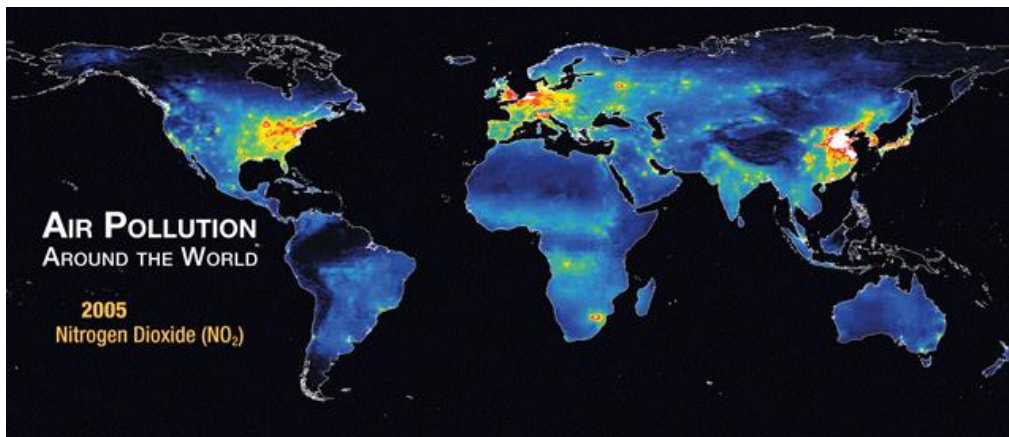 AIR POLLUTION
AROUND THE WORLD
2005
Nitrogen Dioxide (NO₂)